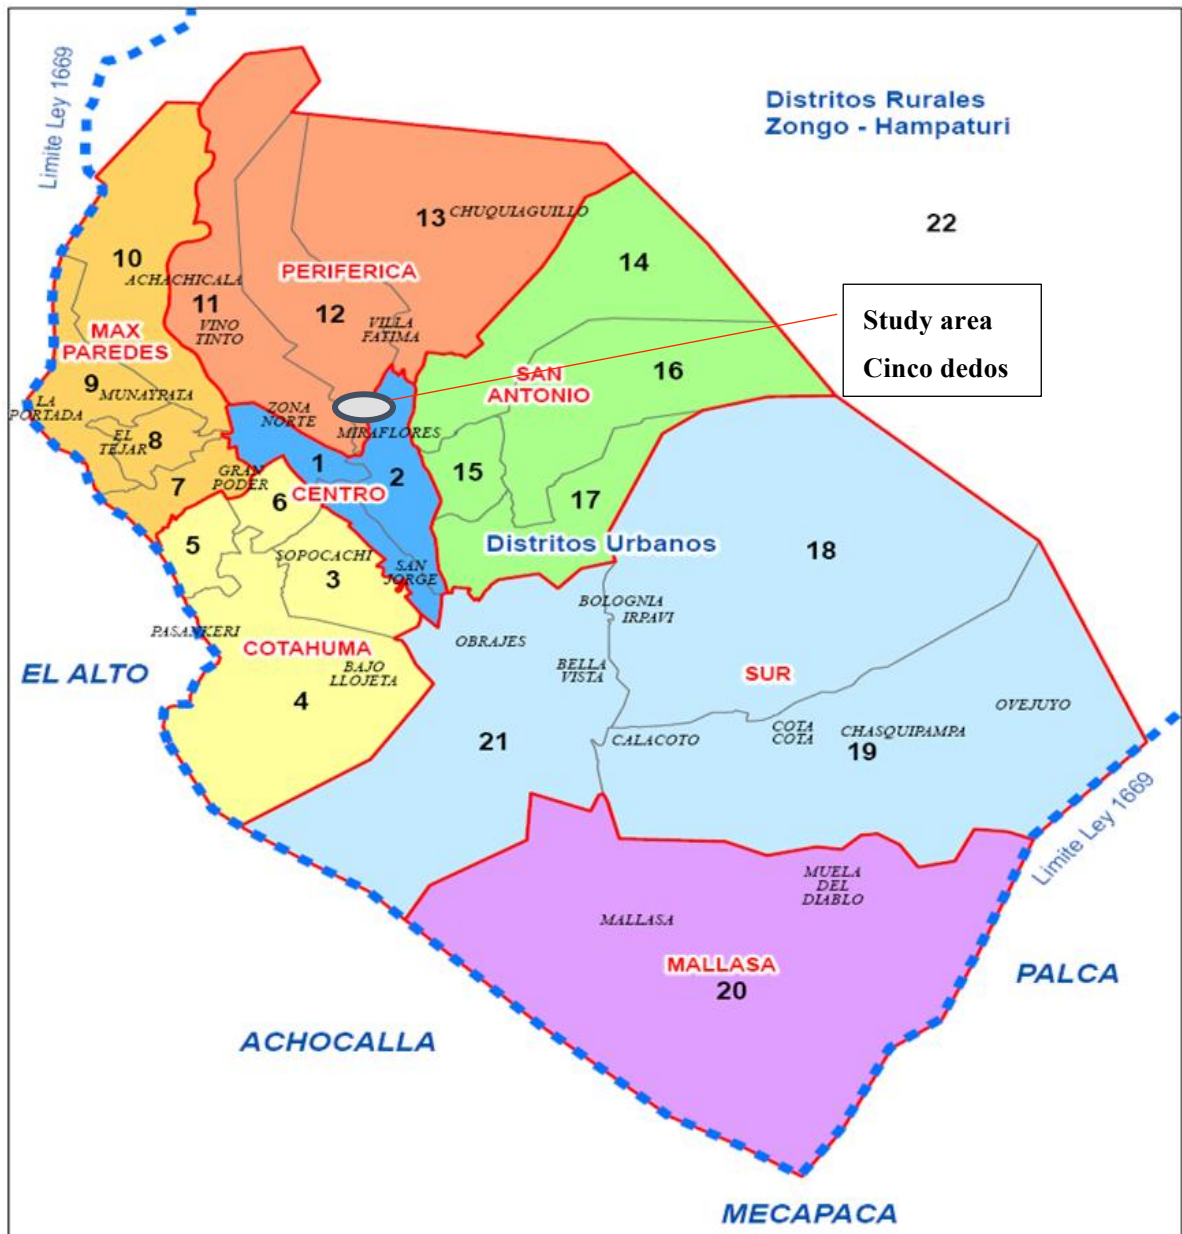 Limite Ley 1669
Distritos Rurales
Zongo - Hampaturi
22
13
CHUQUIAGUILLO
14
10
ACHACHICALA
PERIFERICA
11
12
VINO
TINTO
VILLA
FATIMA
Study area
Cinco dedos
MAX
PAREDES
SAN
ANTONIO
16
9
MUNAYPATA
LA
PORTADA
ZONA
NORTE
MIRAFLORES
EL
TEJAR
8
1
2
15
GRAN
PODER
7
6
CENTRO
17
5
SOPOCACHI
3
SAN
JORGE
Distritos Urbanos
18
BOLOGNIA
IRPAVI
PASANKERI
COTAHUMA
OBRAJES
EL ALTO
BAJO
LLOJETA
BELLA
VISTA
SUR
4
OVEJUYO
21
CALACOTO
COTA
COTA
CHASQUIPAMPA
19
Limite Ley 1669
MUELA
DEL
DIABLO
MALLASA
MALLASA
20
PALCA
ACHOCALLA
MECAPACA